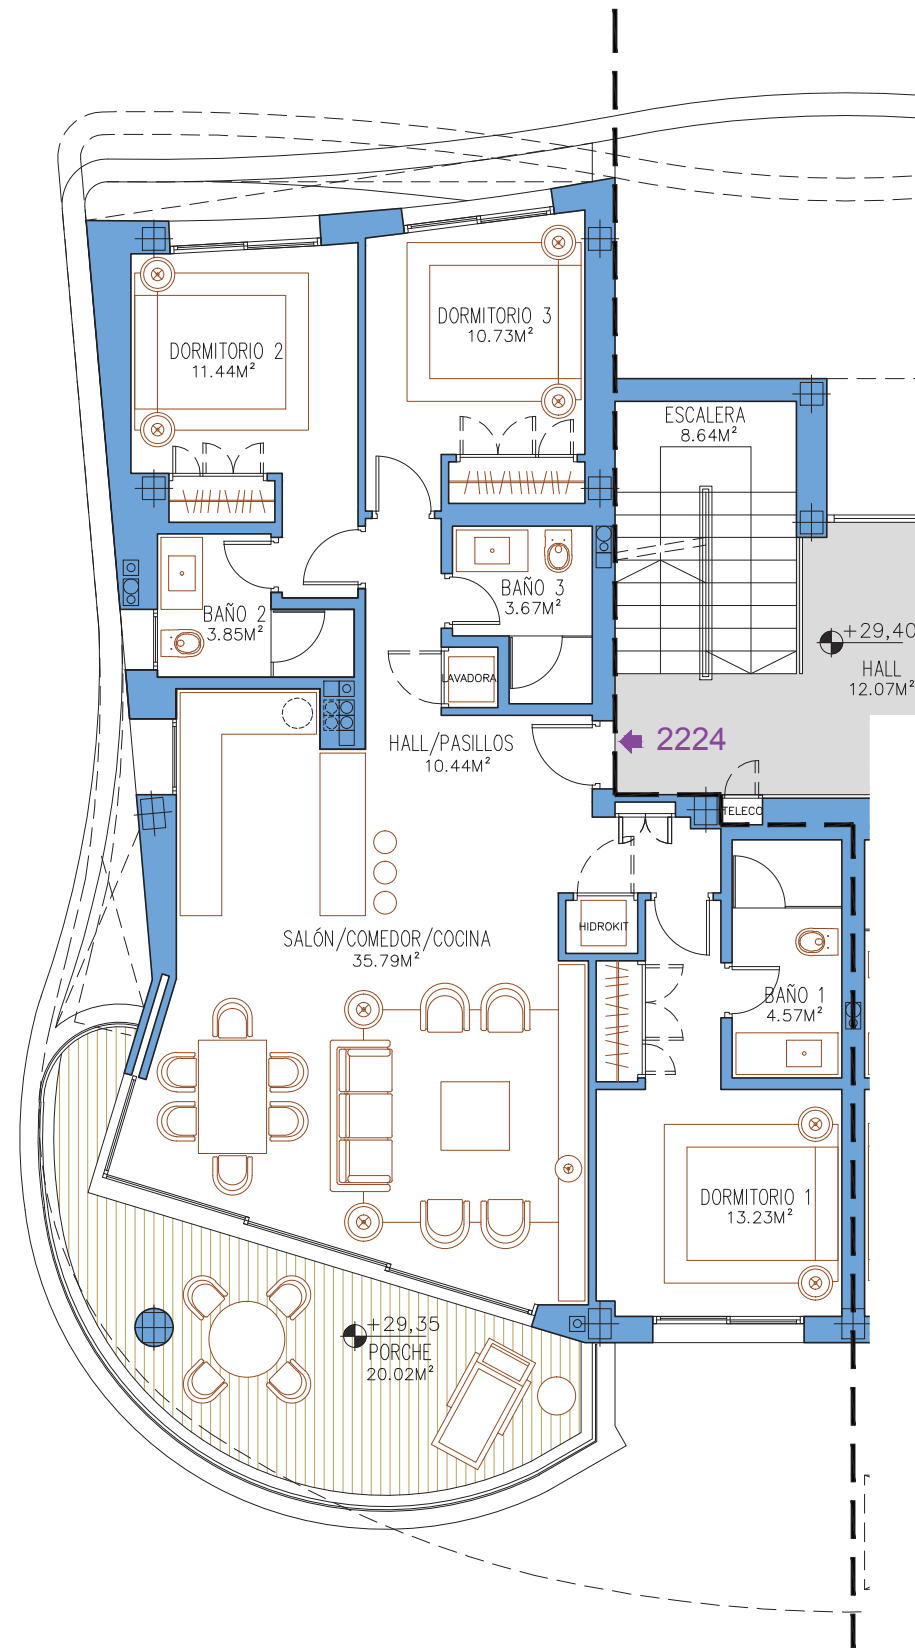 DORMITORIO 3
10.73M²
DORMITORIO 2
11.44M²
ESCALERA
8.64M²
BAÑO 3
3.67M²
BAÑO 2
3.85M²
+29,40
HALL
12.07M²
LAVADORA
2224
HALL/PASILLOS
10.44M²
TELECO
HIDROKIT
SALÓN/COMEDOR/COCINA
35.79M²
BAÑO 1
4.57M²
DORMITORIO 1
13.23M²
+29,35
PORCHE
20.02M²